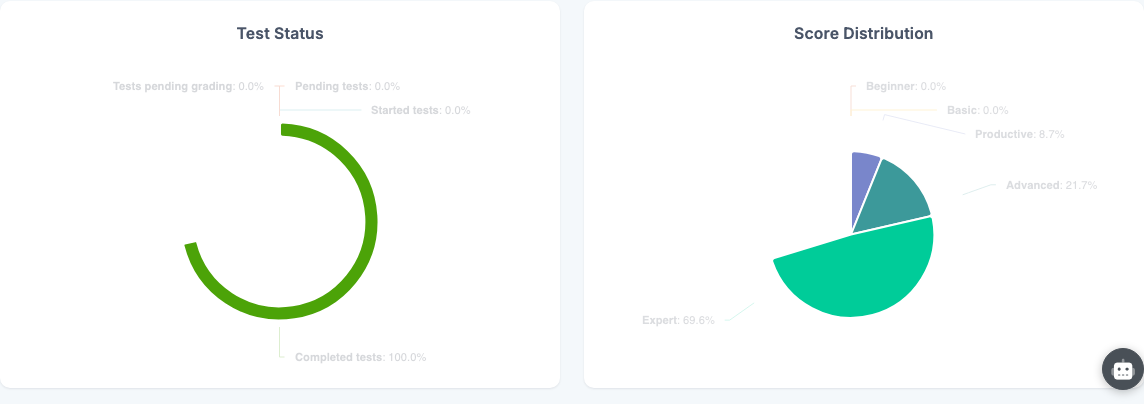 Test Status
Tests pending grading: 0.0%
Pending tests: 0.0%
Started tests: 0.0%
Completed tests: 100.0%
Score Distribution
Beginner: 0.0%
Basic: 0.0%
Productive: 8.7%
Advanced: 21.7%
Expert: 69.6%